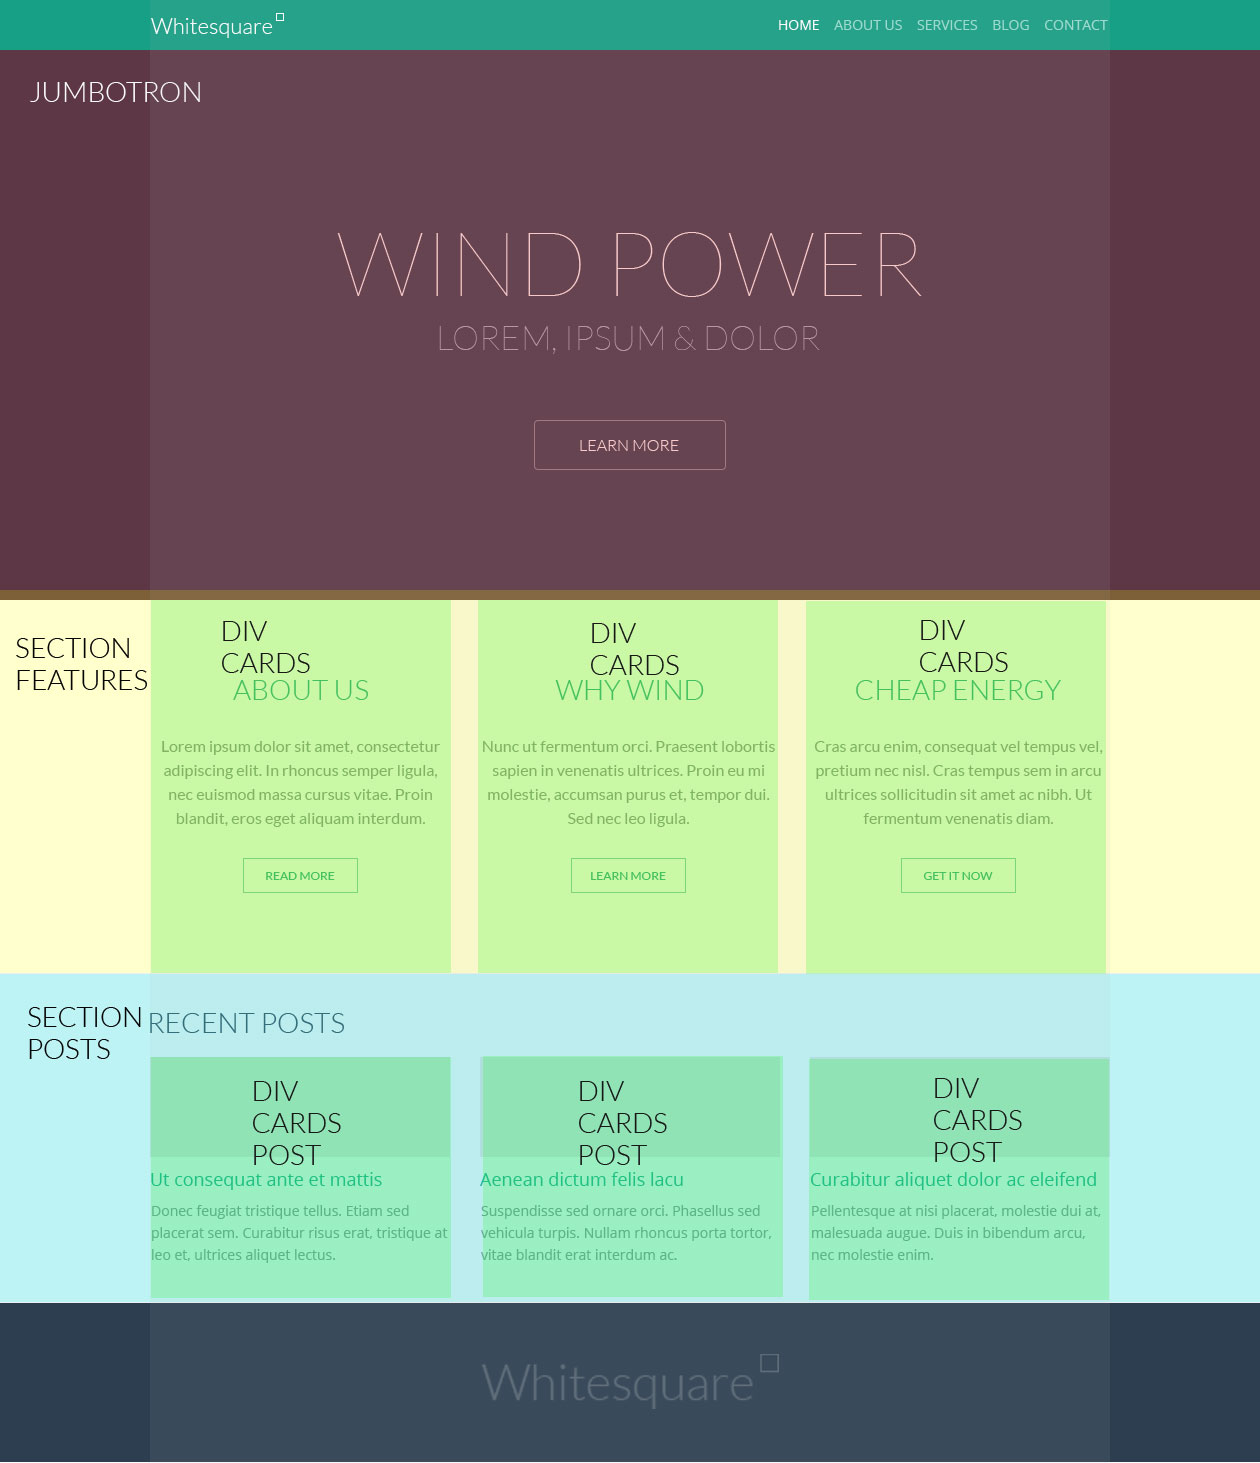 Whitesquare
HOME ABOUT US SERVICES BLOG CONTACT
JUMBOTRON
WIND POWER
LOREM, IPSUM & DOLOR
LEARN MORE
SECTION
FEATURES
DIV
CARDS
ABOUT US
Lorem ipsum dolor sit amet, consectetur
adipiscing elit. In rhoncus semper ligula,
nec euismod massa cursus vitae. Proin
blandit, eros eget aliquam interdum.
READ MORE
DIV
CARDS
WHY WIND
Nunc ut fermentum orci. Praesent lobortis
sapien in venenatis ultrices. Proin eu mi
molestie, accumsan purus et, tempor dui.
Sed nec leo ligula.
LEARN MORE
DIV
CARDS
CHEAP ENERGY
Cras arcu enim, consequat vel tempus vel,
pretium nec nisl. Cras tempus sem in arcu
ultrices sollicitudin sit amet ac nibh. Ut
fermentum venenatis diam.
GET IT NOW
SECTION
POSTS
RECENT POSTS
DIV
CARDS
POST
Ut consequat ante et mattis
Donec feugiat tristique tellus. Etiam sed
placerat sem. Curabitur risus erat, tristique at
leo et, ultrices aliquet lectus.
DIV
CARDS
POST
Aenean dictum felis lacu
Suspendisse sed ornare orci. Phasellus sed
vehicula turpis. Nullam rhoncus porta tortor,
vitae blandit erat interdum ac.
DIV
CARDS
POST
Curabitur aliquet dolor ac eleifend
Pellentesque at nisi placerat, molestie dui at,
malesuada augue. Duis in bibendum arcu,
nec molestie enim.
Whitesquare